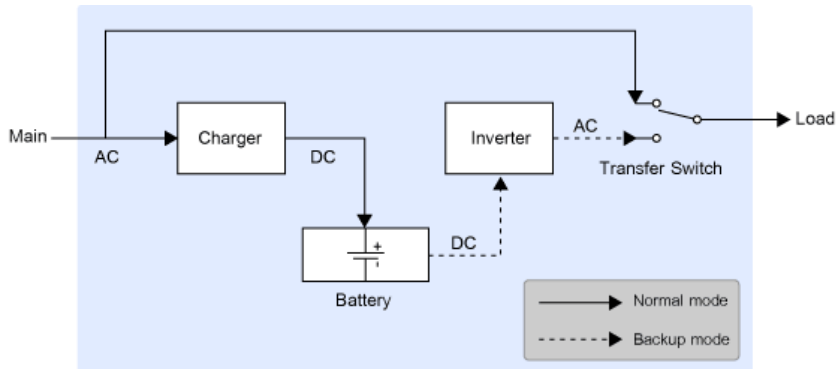 Main
AC
Charger
DC
Battery
+
-
DC
Inverter
AC
Transfer Switch
Load
Normal mode
Backup mode